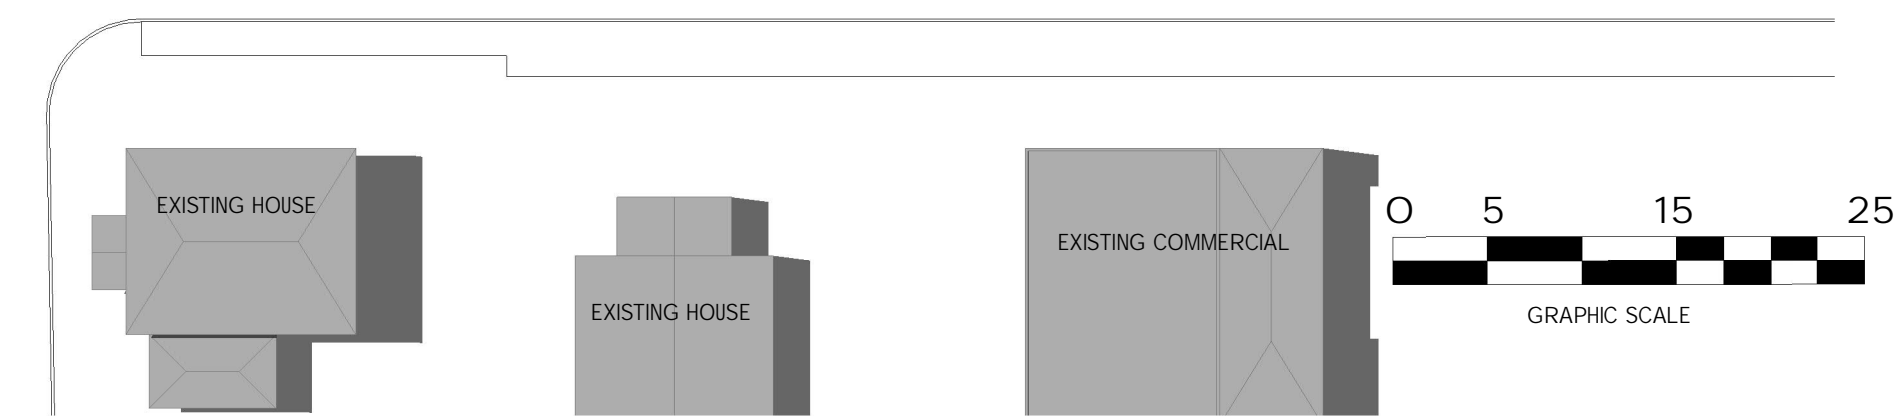 EXISTING HOUSE
EXISTING HOUSE
EXISTING COMMERCIAL
0 5 15 25
GRAPHIC SCALE